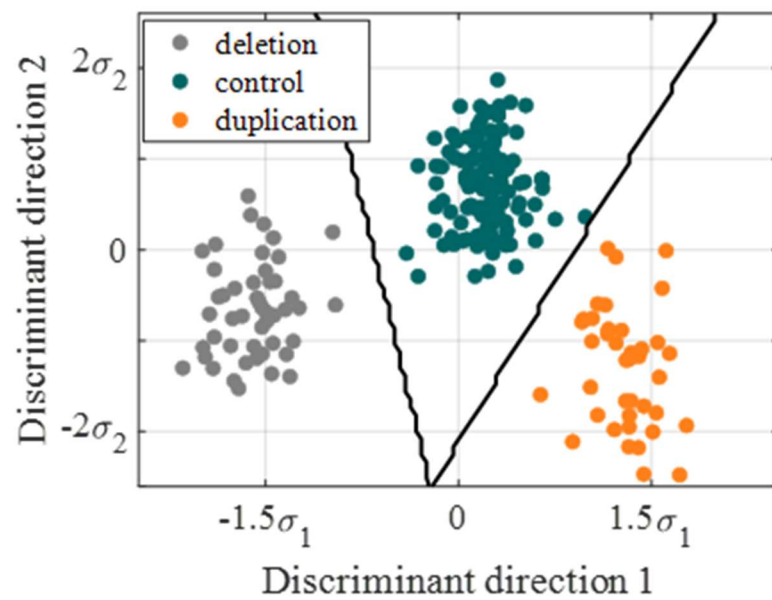 deletion
control
duplication
Discriminant direction 2
2σ₂
0
-2σ₂
-1.5σ₁
0
1.5σ₁
Discriminant direction 1